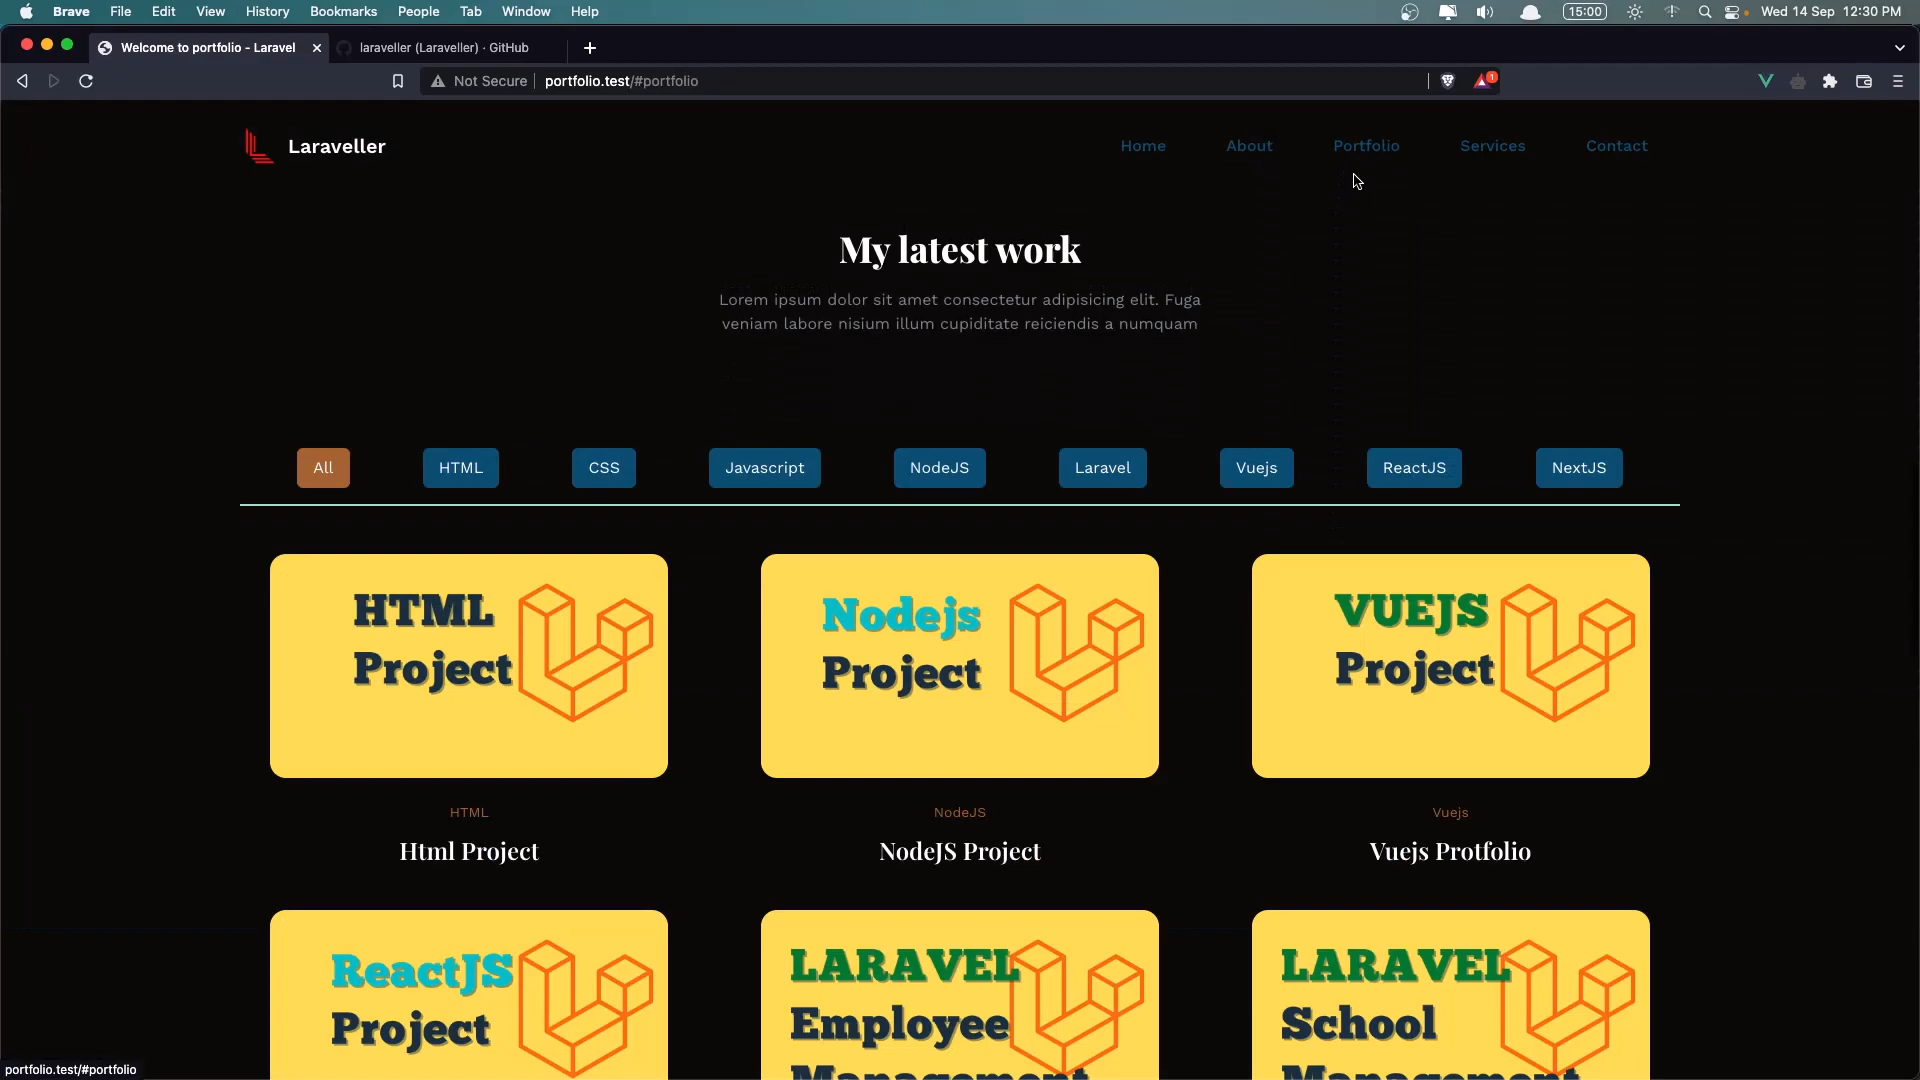 Brave File Edit View History Bookmarks People Tab Window Help 15:00 Wed 14 Sep 12:30 PM
Welcome to portfolio - Laravel laraveller (Laraveller) · GitHub
Not Secure portfolio.test/#portfolio 1
Laraveller Home About Portfolio Services Contact
My latest work
Lorem ipsum dolor sit amet consectetur adipisicing elit. Fuga
veniam labore nisium illum cupiditate reiciendis a numquam
All HTML CSS Javascript NodeJS Laravel Vuejs ReactJS NextJS
HTML
Project
Nodejs
Project
VUEJS
Project
HTML
Html Project
NodeJS
NodeJS Project
Vuejs
Vuejs Protfolio
ReactJS
Project
LARAVEL
Employee
Management
LARAVEL
School
Management
portfolio.test/#portfolio